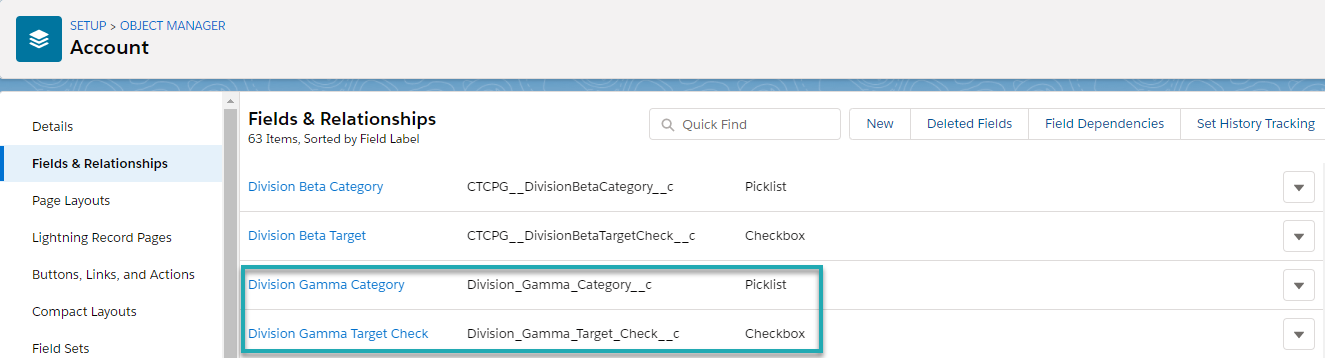 SETUP > OBJECT MANAGER
Account
Details
Fields & Relationships
Page Layouts
Lightning Record Pages
Buttons, Links, and Actions
Compact Layouts
Field Sets
Fields & Relationships
63 Items, Sorted by Field Label
Quick Find
New
Deleted Fields
Field Dependencies
Set History Tracking
Division Beta Category CTCPG__DivisionBetaCategory__c Picklist
Division Beta Target CTCPG__DivisionBetaTargetCheck__c Checkbox
Division Gamma Category Division_Gamma_Category__c Picklist
Division Gamma Target Check Division_Gamma_Target_Check__c Checkbox